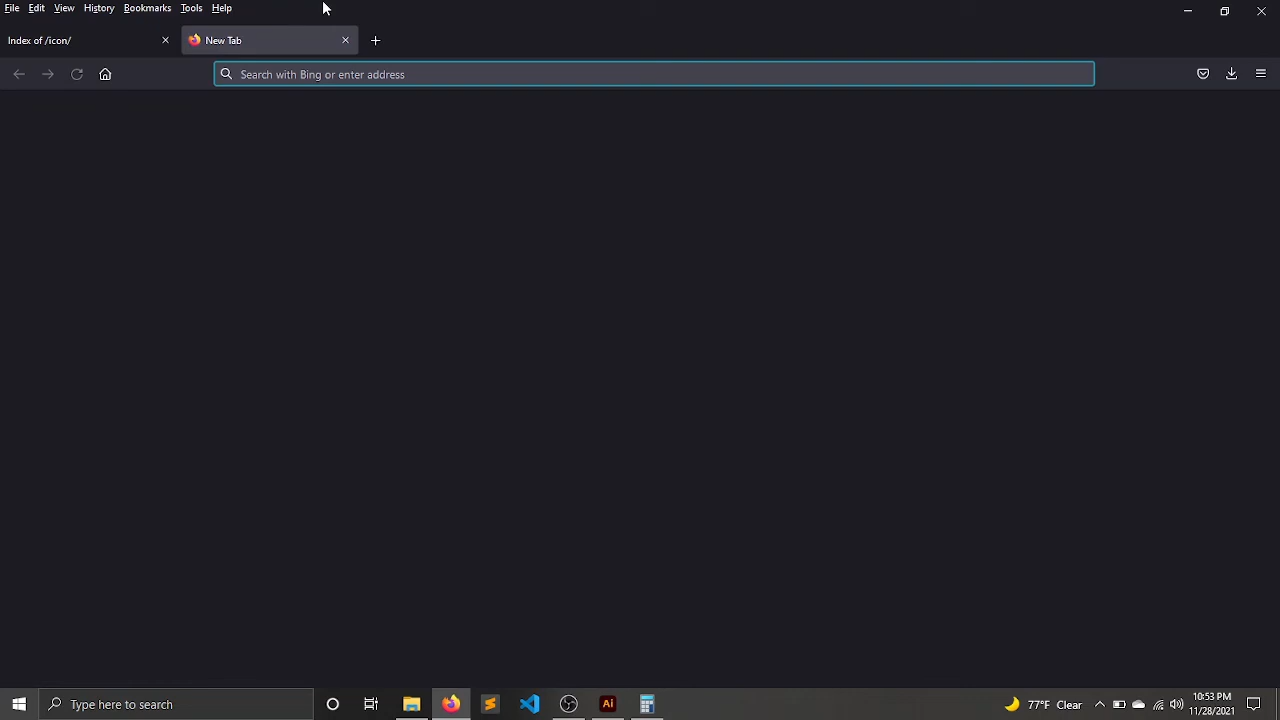 File Edit View History Bookmarks Tools Help
Index of /icon/ New Tab
Search with Bing or enter address
Type here to search Ai 77°F Clear 10:53 PM
11/28/2021